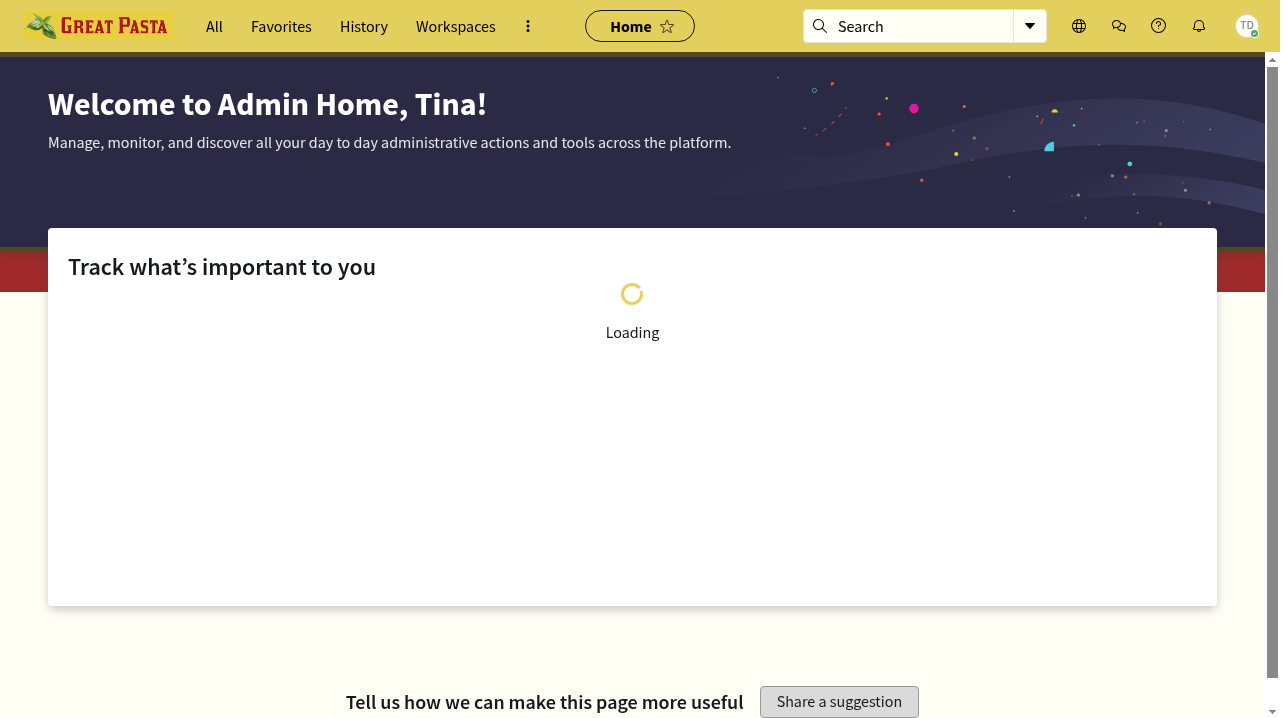 GREAT PASTA
All Favorites History Workspaces Home Search TD
Welcome to Admin Home, Tina!
Manage, monitor, and discover all your day to day administrative actions and tools across the platform.
Track what’s important to you
Loading
Tell us how we can make this page more useful Share a suggestion